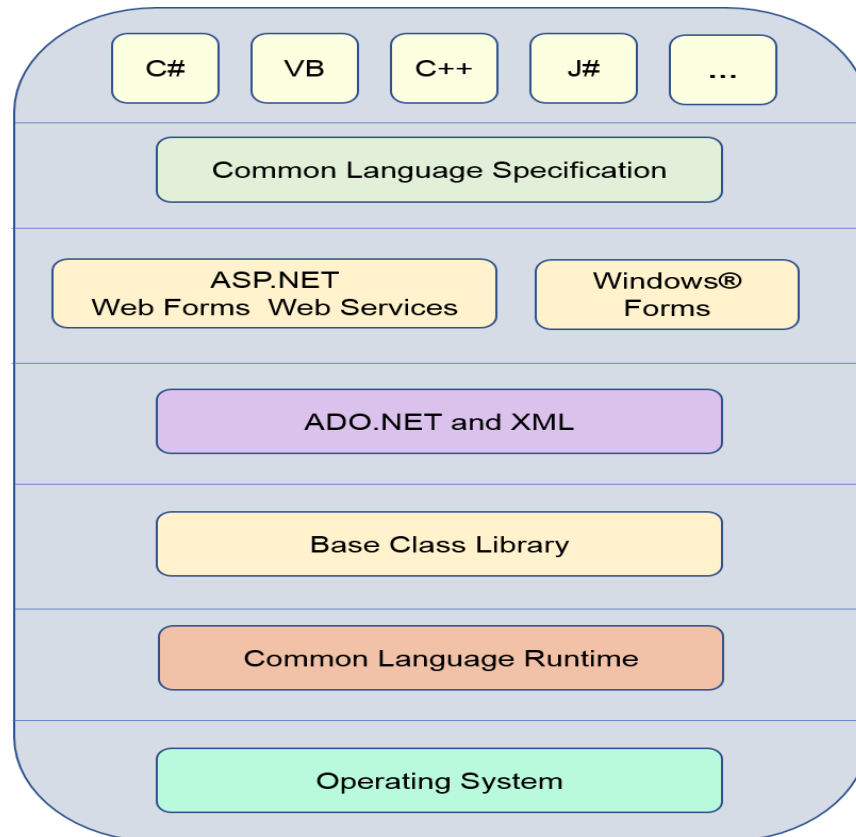 C# VB C++ J# ...
Common Language Specification
ASP.NET
Web Forms  Web Services
Windows®
Forms
ADO.NET and XML
Base Class Library
Common Language Runtime
Operating System